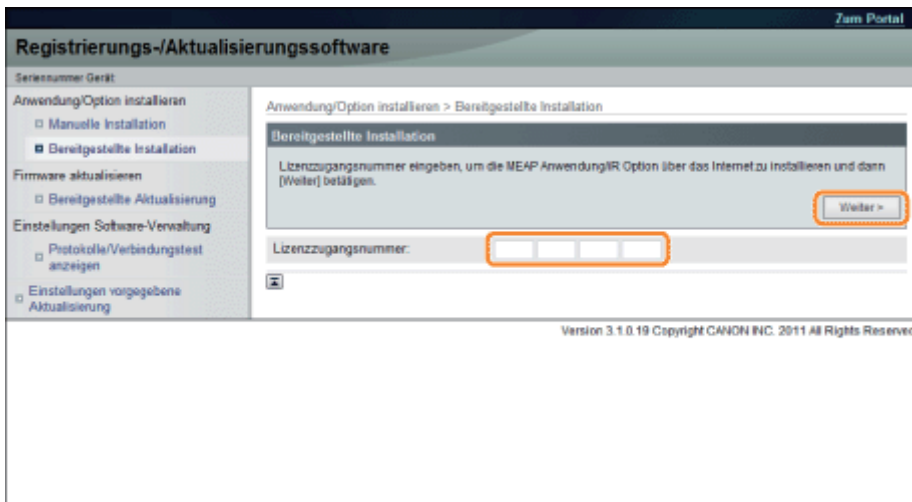 Zum Portal
Registrierungs-/Aktualisierungssoftware
Seriennummer Gerät:
Anwendung/Option installieren
Manuelle Installation
Bereitgestellte Installation
Firmware aktualisieren
Bereitgestellte Aktualisierung
Einstellungen Software-Verwaltung
Protokolle/Verbindungstest
anzeigen
Einstellungen vorgegebene
Aktualisierung
Anwendung/Option installieren > Bereitgestellte Installation
Bereitgestellte Installation
Lizenzzugangsnummer eingeben, um die MEAP Anwendung/iR Option über das Internet zu installieren und dann
[Weiter] betätigen.
Weiter >
Lizenzzugangsnummer:
Version 3.1.0.19 Copyright CANON INC. 2011 All Rights Reserved